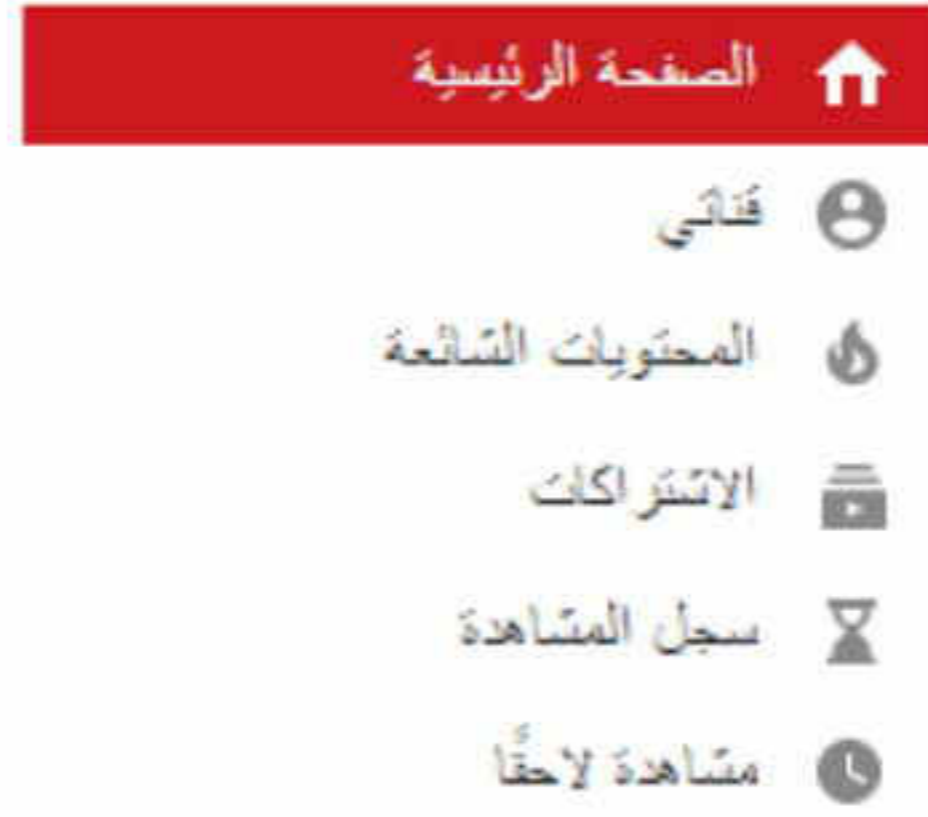 الصفحة الرئيسية
قناتي
المحتويات الشائعة
الاشتراكات
سجل المشاهدة
مشاهدة لاحقًا